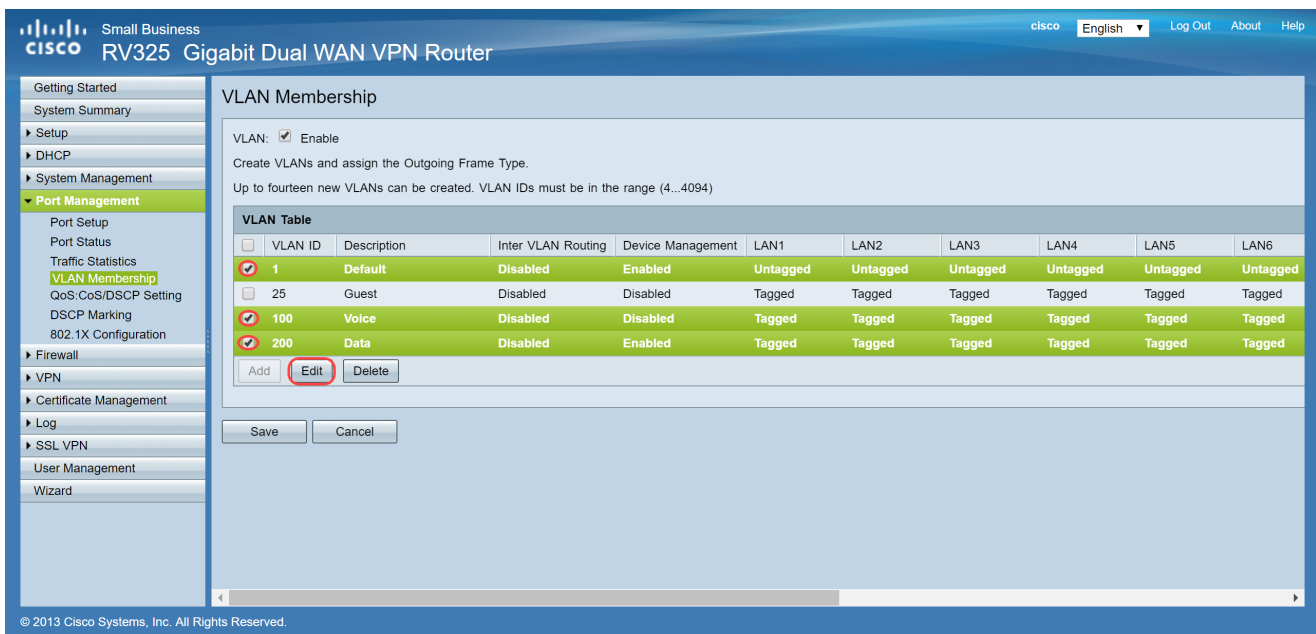 Small Business
cisco English Log Out About Help
CISCO RV325 Gigabit Dual WAN VPN Router
Getting Started
System Summary
Setup
DHCP
System Management
Port Management
Port Setup
Port Status
Traffic Statistics
VLAN Membership
QoS:CoS/DSCP Setting
DSCP Marking
802.1X Configuration
Firewall
VPN
Certificate Management
Log
SSL VPN
User Management
Wizard
VLAN Membership
VLAN: Enable
Create VLANs and assign the Outgoing Frame Type.
Up to fourteen new VLANs can be created. VLAN IDs must be in the range (4...4094)
VLAN Table
VLAN ID Description Inter VLAN Routing Device Management LAN1 LAN2 LAN3 LAN4 LAN5 LAN6
1 Default Disabled Enabled Untagged Untagged Untagged Untagged Untagged Untagged
25 Guest Disabled Disabled Tagged Tagged Tagged Tagged Tagged Tagged
100 Voice Disabled Disabled Tagged Tagged Tagged Tagged Tagged Tagged
200 Data Disabled Enabled Tagged Tagged Tagged Tagged Tagged Tagged
Add Edit Delete
Save Cancel
© 2013 Cisco Systems, Inc. All Rights Reserved.